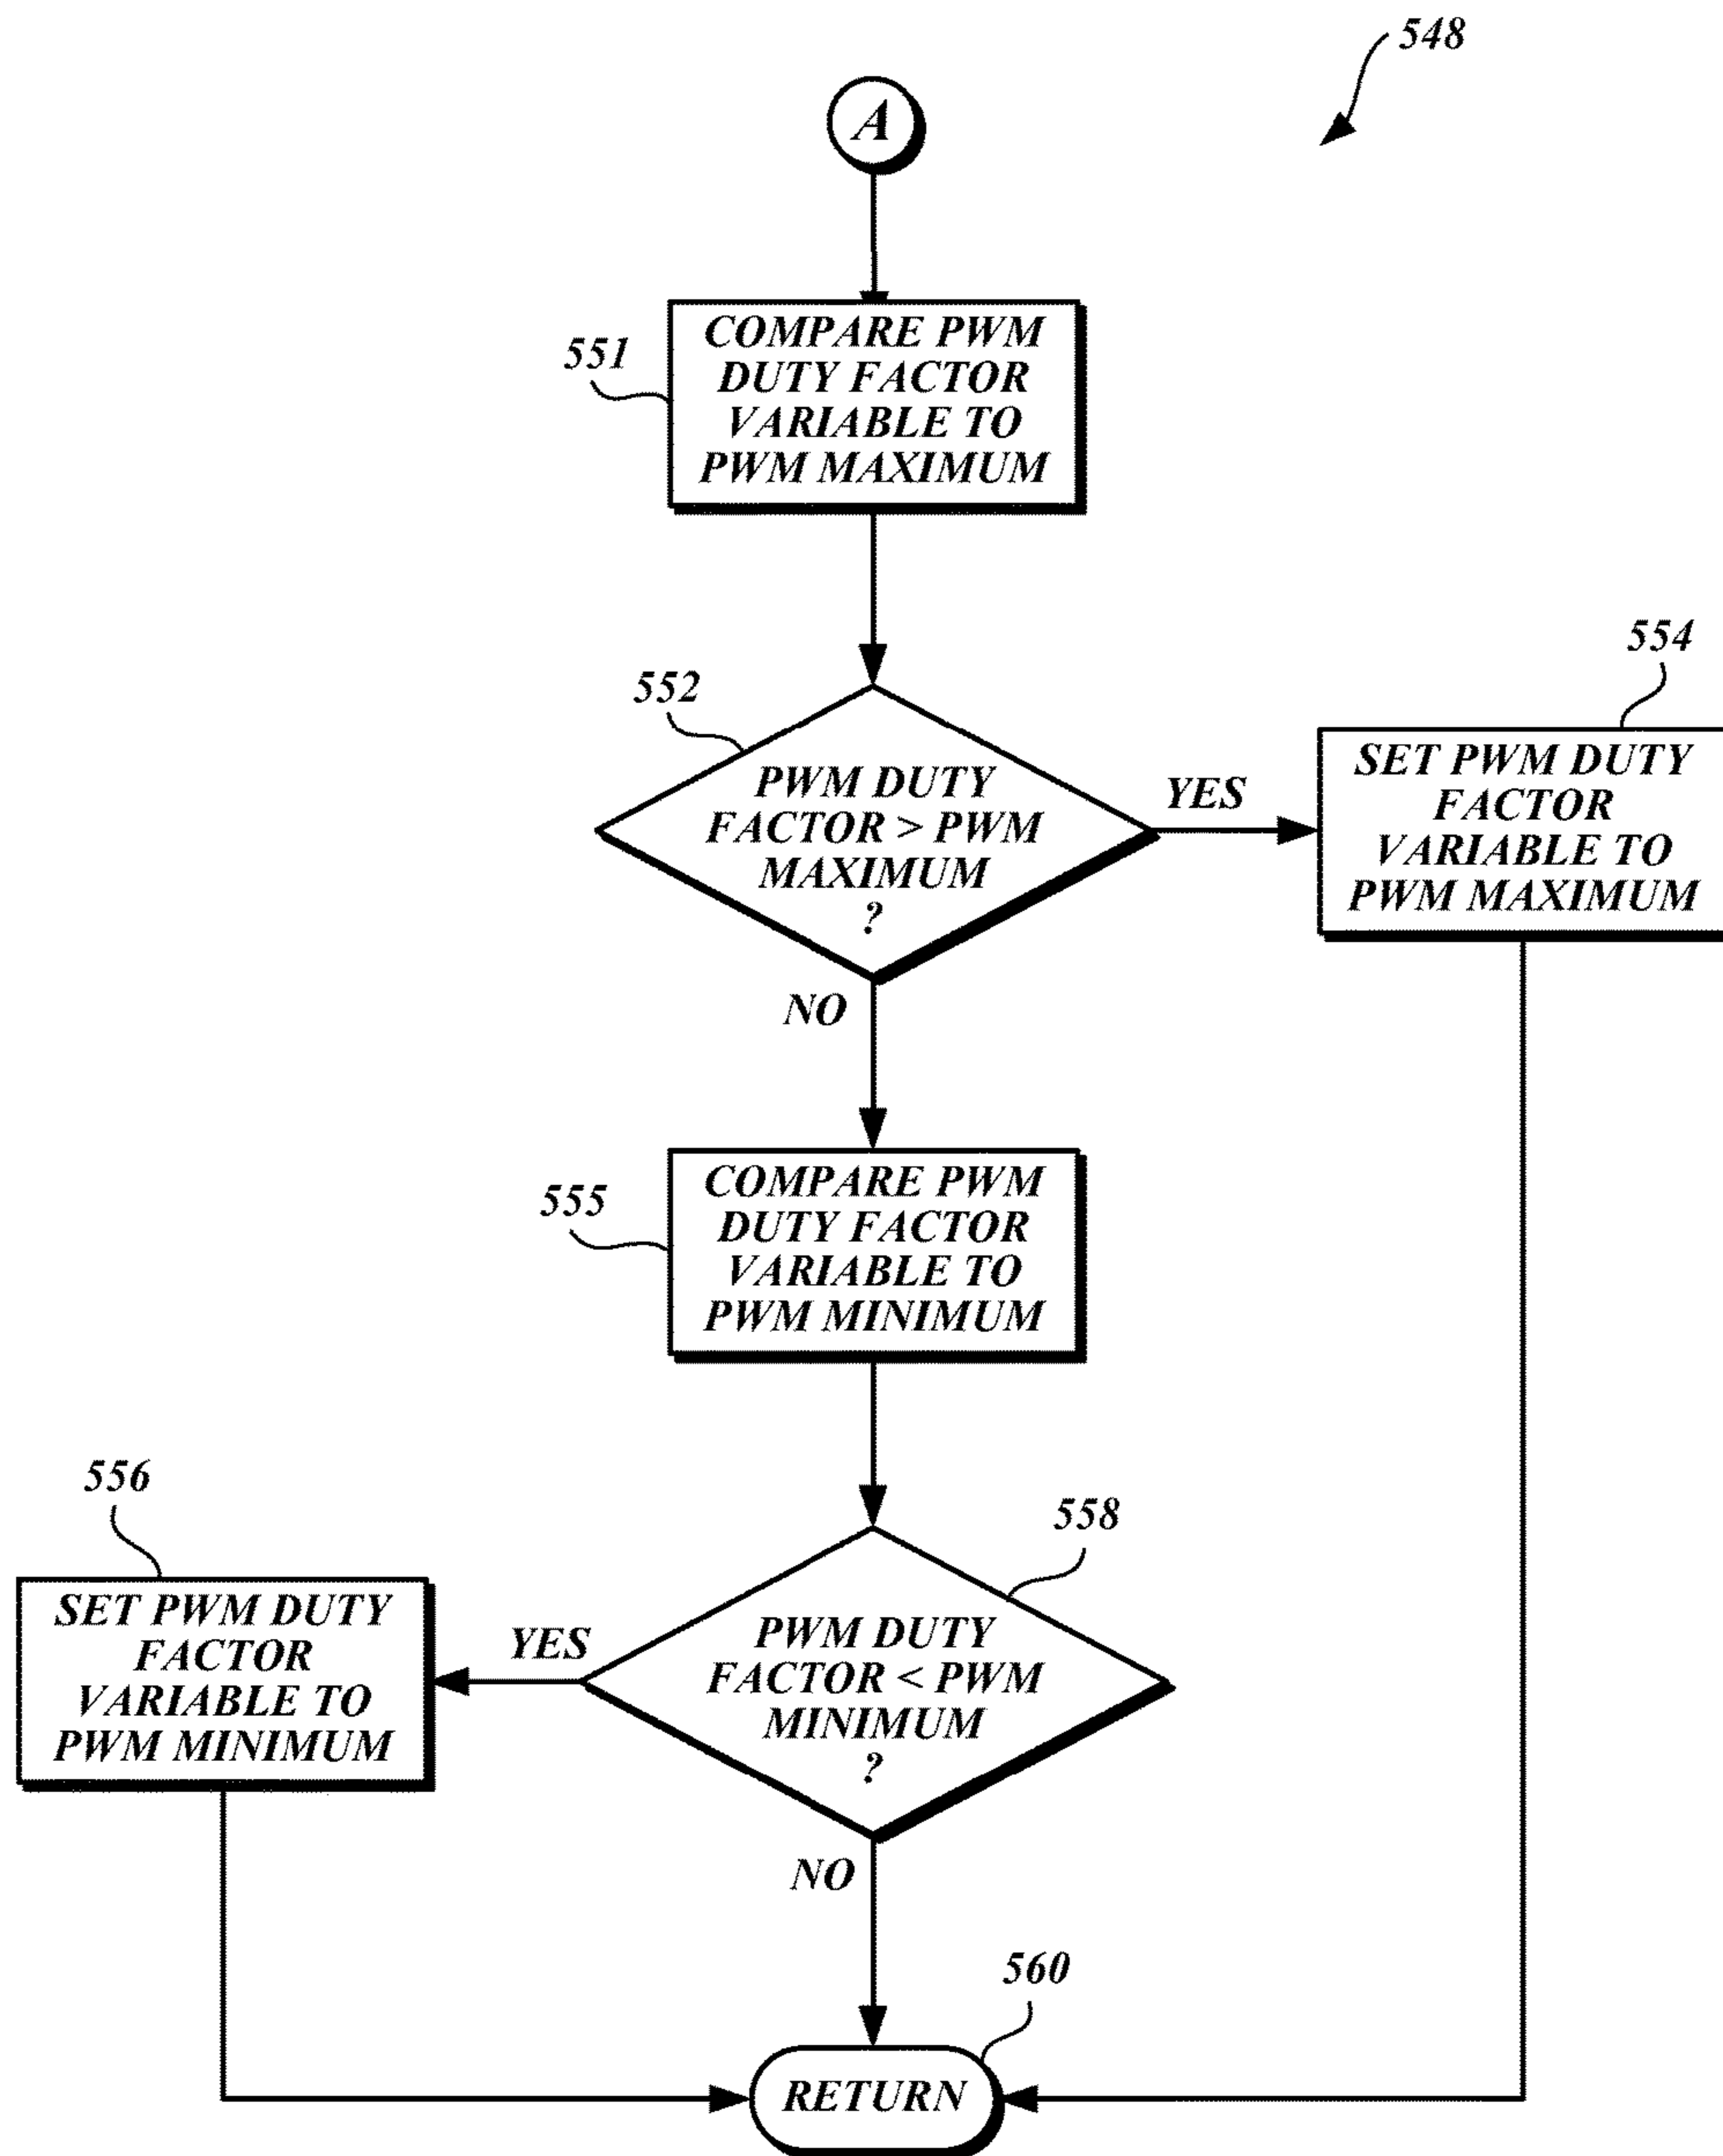 548
A
551
COMPARE PWM
DUTY FACTOR
VARIABLE TO
PWM MAXIMUM
552
PWM DUTY
FACTOR > PWM
MAXIMUM
?
YES
554
SET PWM DUTY
FACTOR
VARIABLE TO
PWM MAXIMUM
NO
555
COMPARE PWM
DUTY FACTOR
VARIABLE TO
PWM MINIMUM
558
PWM DUTY
FACTOR < PWM
MINIMUM
?
YES
556
SET PWM DUTY
FACTOR
VARIABLE TO
PWM MINIMUM
NO
560
RETURN